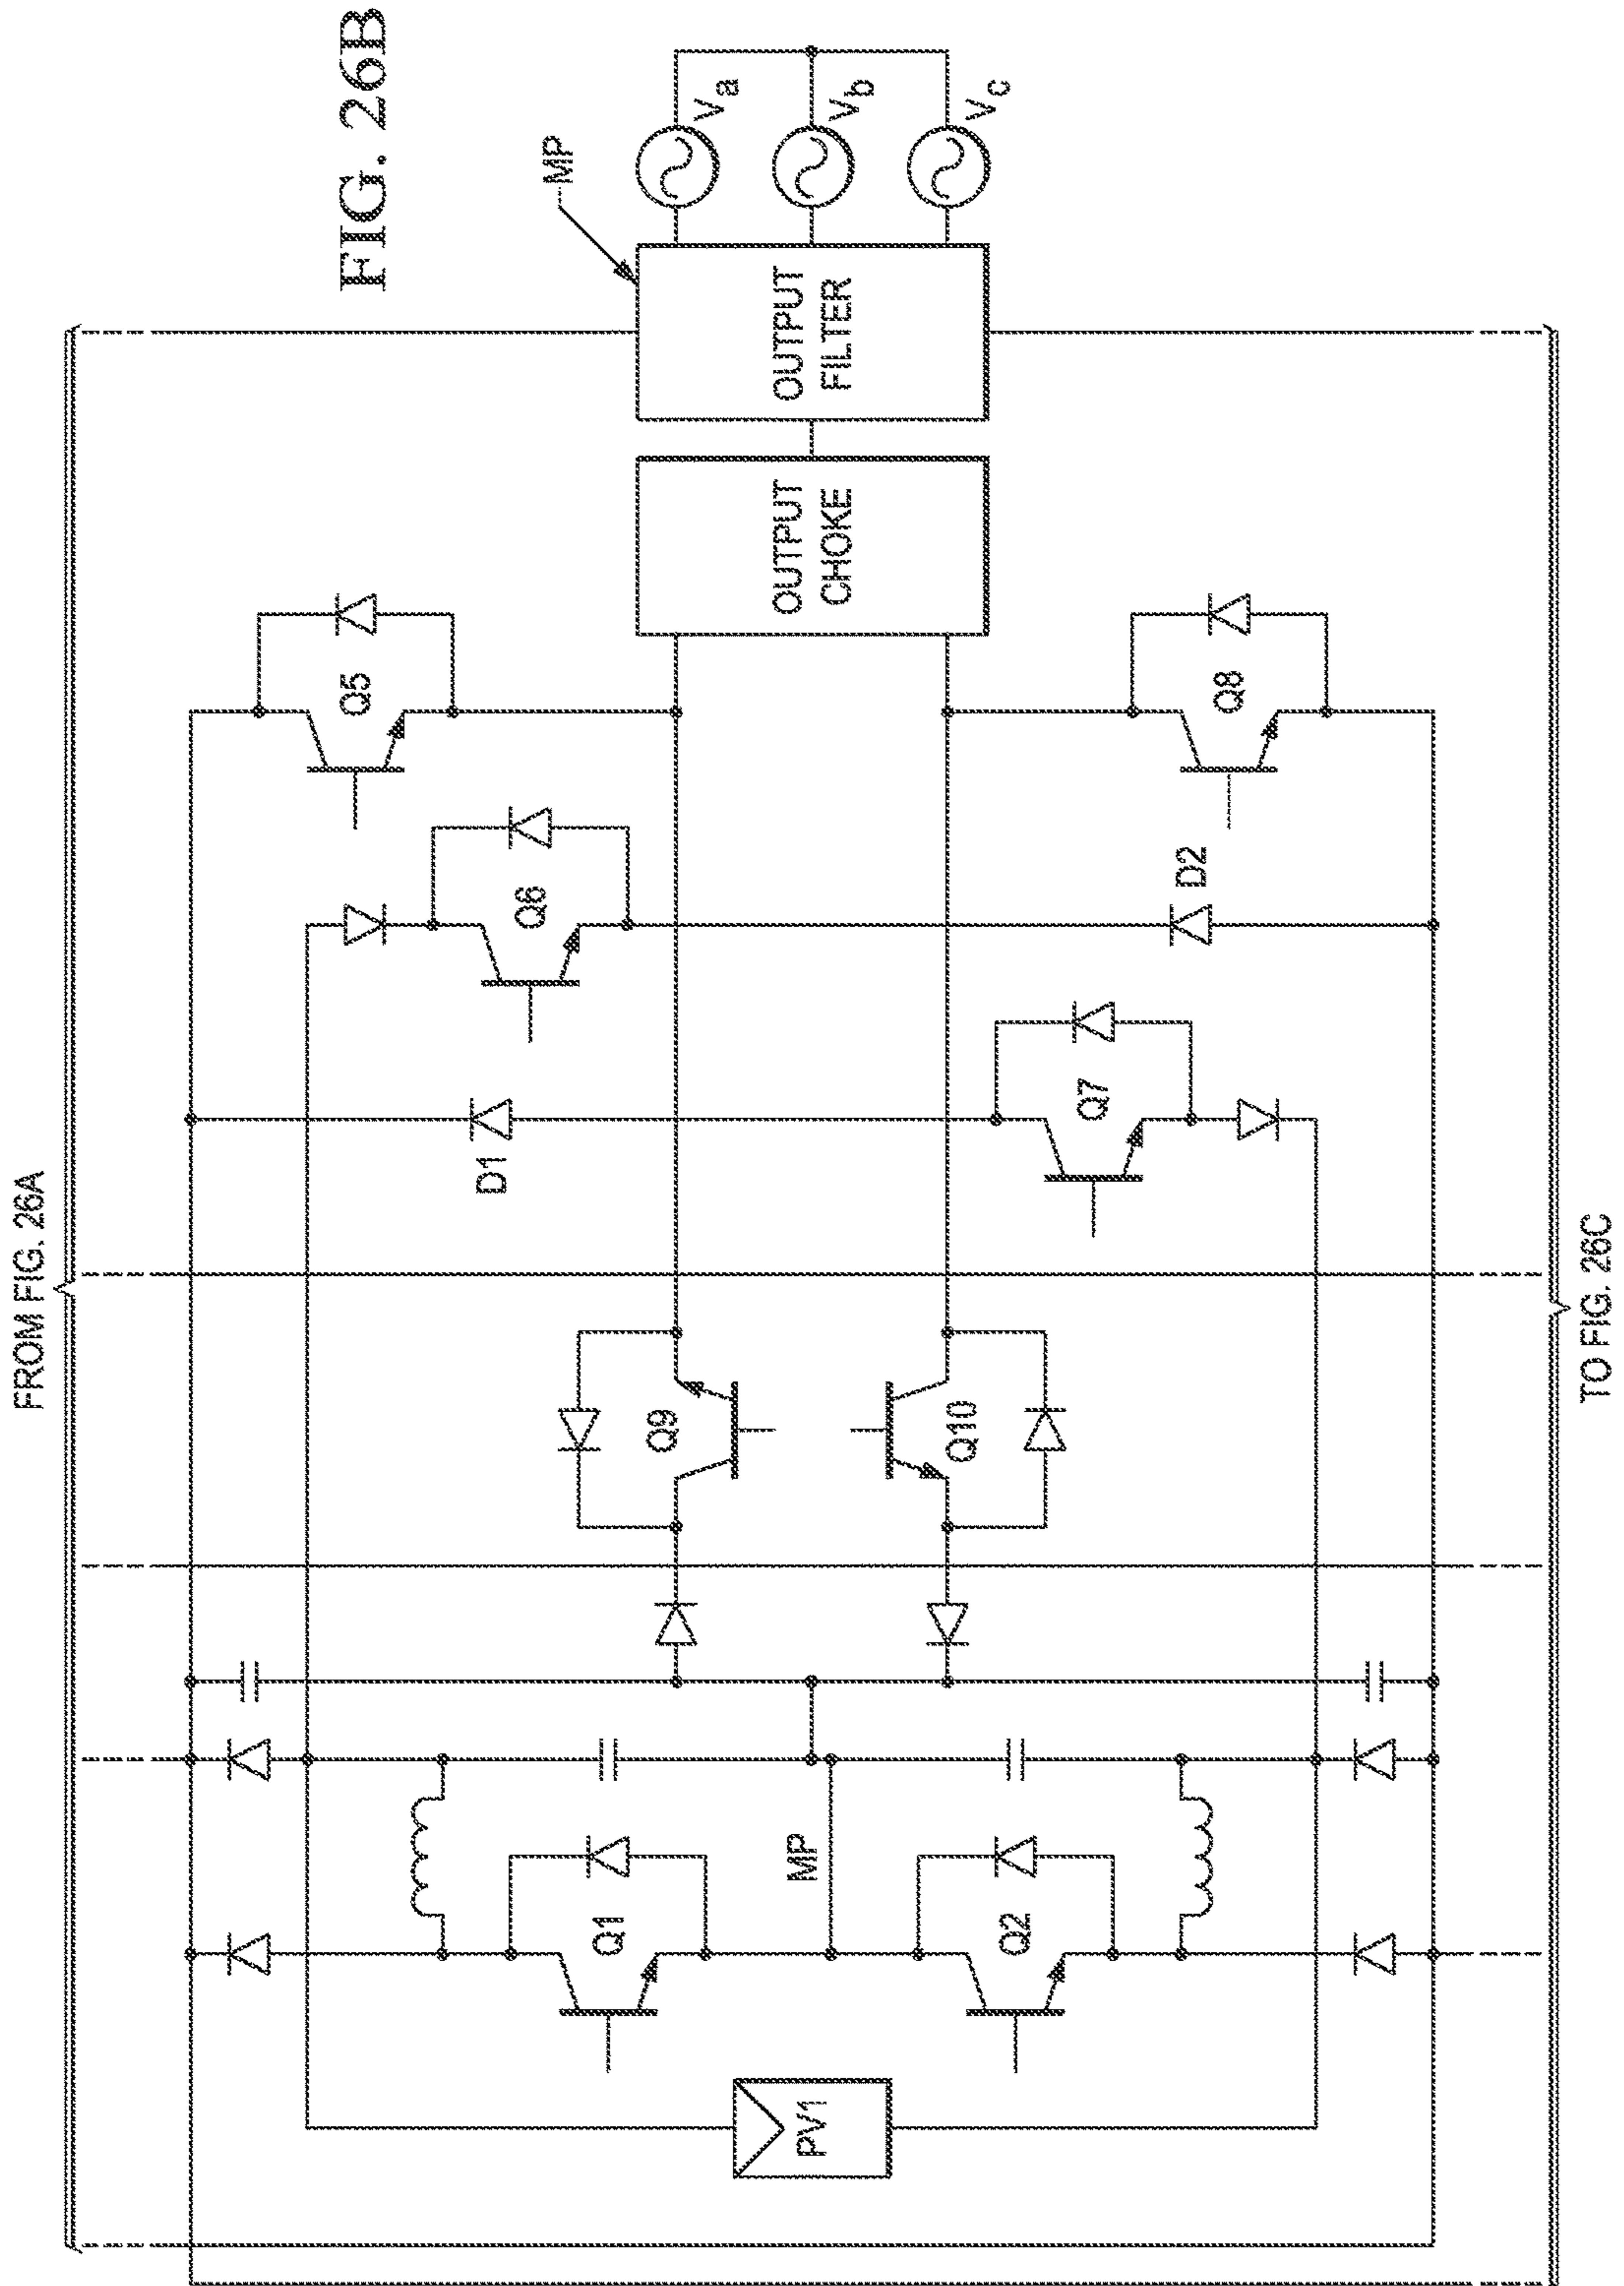 FIG. 26B
FROM FIG. 26A
MP
Va
Vb
Vc
OUTPUT
FILTER
OUTPUT
CHOKE
Q5
Q8
Q6
D2
D1
Q7
Q9
Q10
MP
Q1
Q2
PV1
TO FIG. 26C